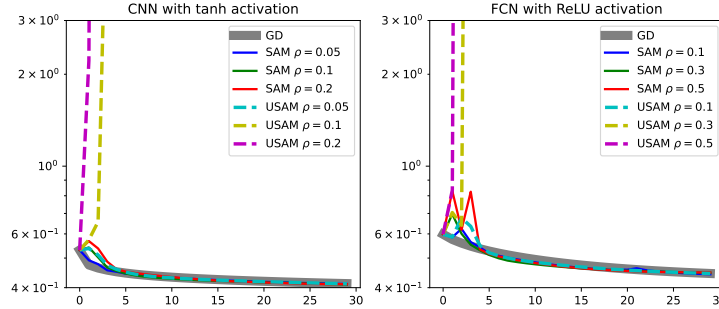 CNN with tanh activation
3 × 10⁰
2 × 10⁰
10⁰
6 × 10⁻¹
4 × 10⁻¹
GD
SAM ρ = 0.05
SAM ρ = 0.1
SAM ρ = 0.2
USAM ρ = 0.05
USAM ρ = 0.1
USAM ρ = 0.2
0 5 10 15 20 25 30
FCN with ReLU activation
3 × 10⁰
2 × 10⁰
10⁰
6 × 10⁻¹
4 × 10⁻¹
GD
SAM ρ = 0.1
SAM ρ = 0.3
SAM ρ = 0.5
USAM ρ = 0.1
USAM ρ = 0.3
USAM ρ = 0.5
0 5 10 15 20 25 30